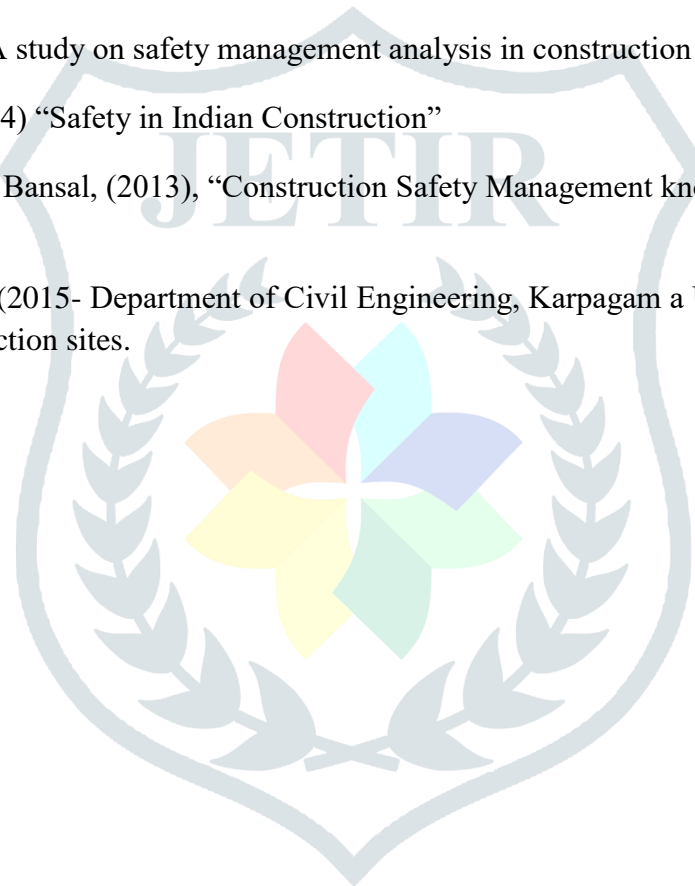 A study on safety management analysis in construction
4) “Safety in Indian Construction”
JETIR
Bansal, (2013), “Construction Safety Management kn
(2015- Department of Civil Engineering, Karpagam a
ction sites.